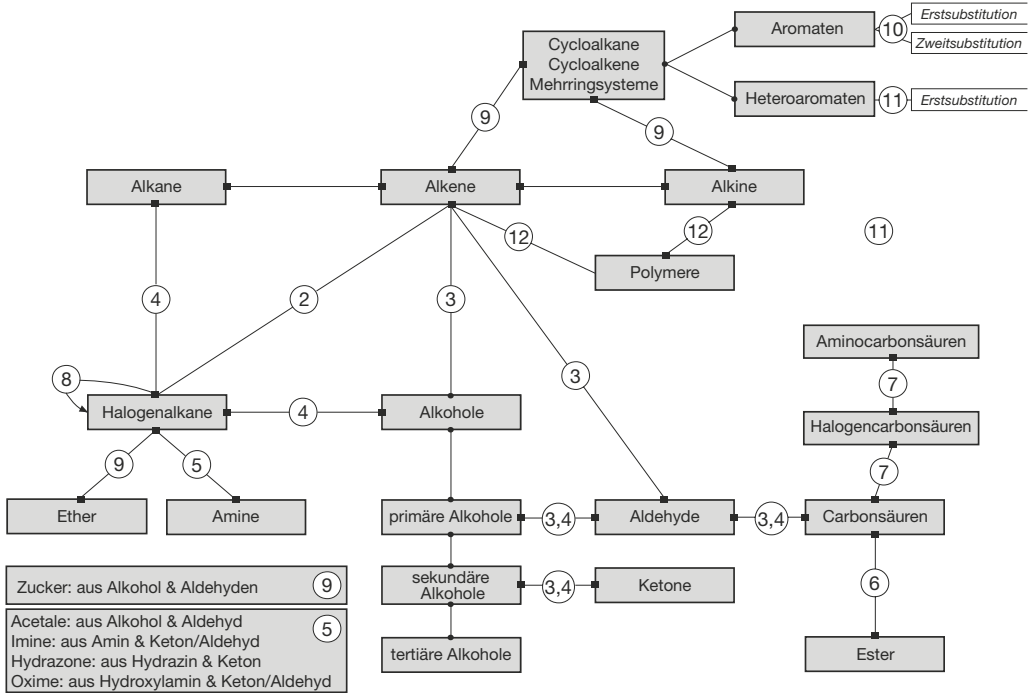 Erstsubstitution
Aromaten
10
Zweitsubstitution
Cycloalkane
Cycloalkene
Mehrringsysteme
Heteroaromaten
11
Erstsubstitution
9
9
Alkane
Alkene
Alkine
12
12
11
Polymere
4
2
3
3
Aminocarbonsäuren
8
7
Halogenalkane
4
Alkohole
Halogencarbonsäuren
9
5
7
Ether
Amine
primäre Alkohole
3,4
Aldehyde
3,4
Carbonsäuren
Zucker: aus Alkohol & Aldehyden
9
sekundäre
Alkohole
3,4
Ketone
6
Acetale: aus Alkohol & Aldehyd
5
Imine: aus Amin & Keton/Aldehyd
Hydrazone: aus Hydrazin & Keton
Oxime: aus Hydroxylamin & Keton/Aldehyd
tertiäre Alkohole
Ester